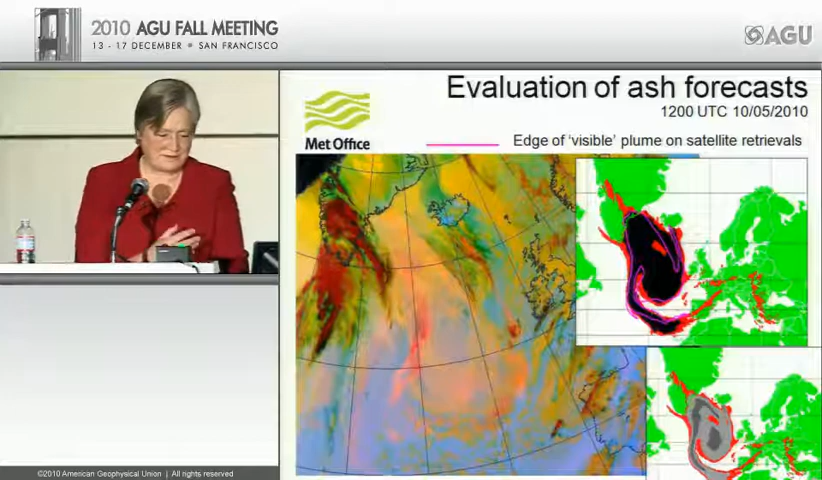 2010 AGU FALL MEETING
13 - 17 DECEMBER SAN FRANCISCO
AGU
Evaluation of ash forecasts
1200 UTC 10/05/2010
Met Office
Edge of 'visible' plume on satellite retrievals
©2010 American Geophysical Union | All rights reserved